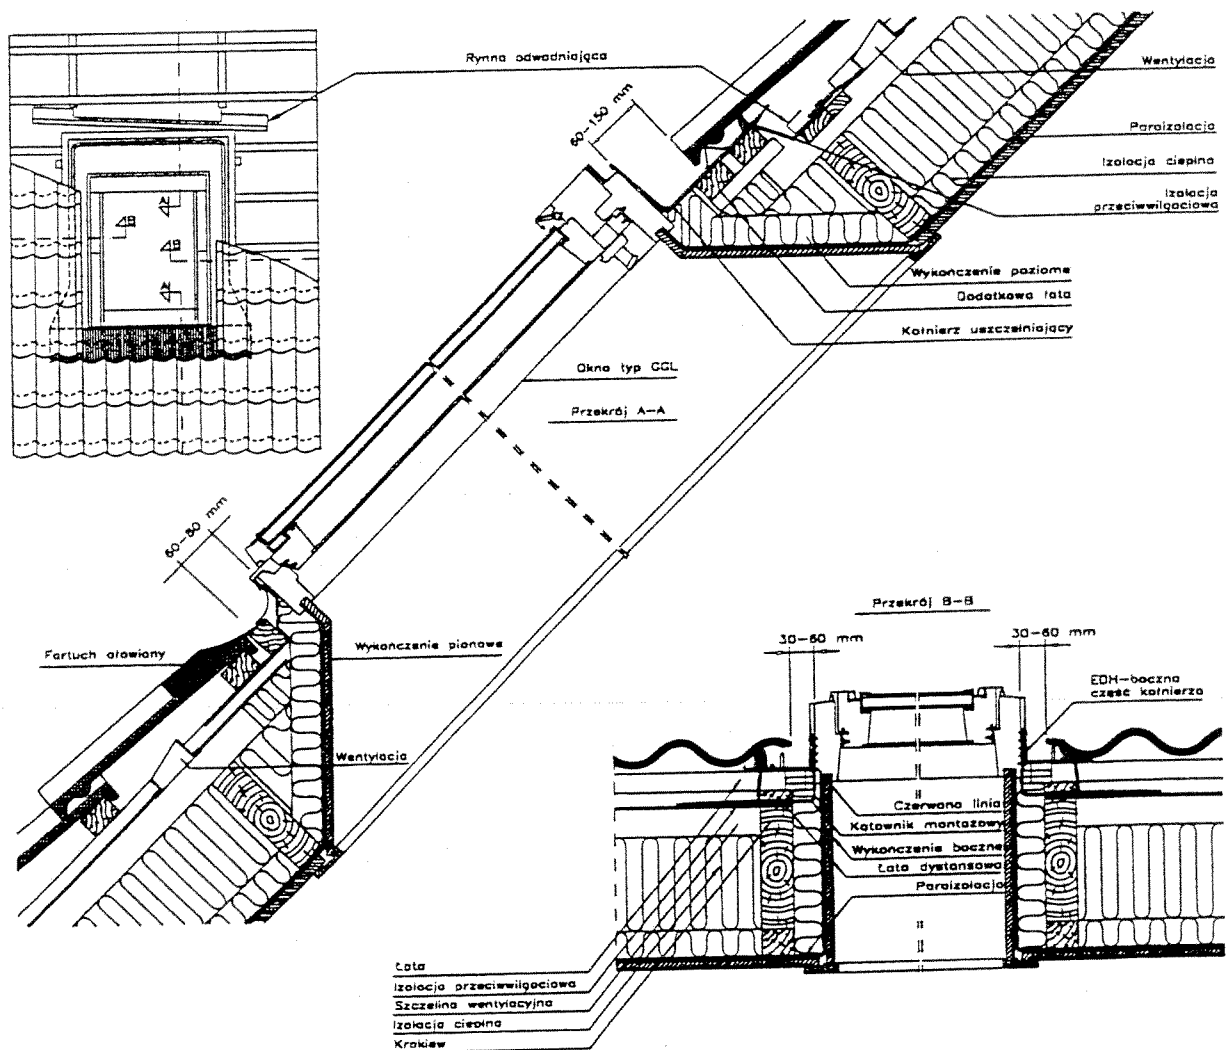 Rynna odwadniająca
Wentylacja
60-150 mm
Paroizolacja
Izolacja cieplna
Izolacja
przeciwwilgociowa
A
B
B
A
Wykończenie poziome
Dodatkowa łata
Kołnierz uszczelniający
Okno typ GGL
Przekrój A-A
60-80 mm
Przekrój B-B
30-60 mm
30-60 mm
Fartuch ołowiany
Wykończenie pionowe
EDH-boczna
część kołnierza
Wentylacja
Czerwona linia
Kątownik montażowy
Wykończenie boczne
Łata dystansowa
Paroizolacja
Łata
Izolacja przeciwwilgociowa
Szczelina wentylacyjna
Izolacja cieplna
Krokiew